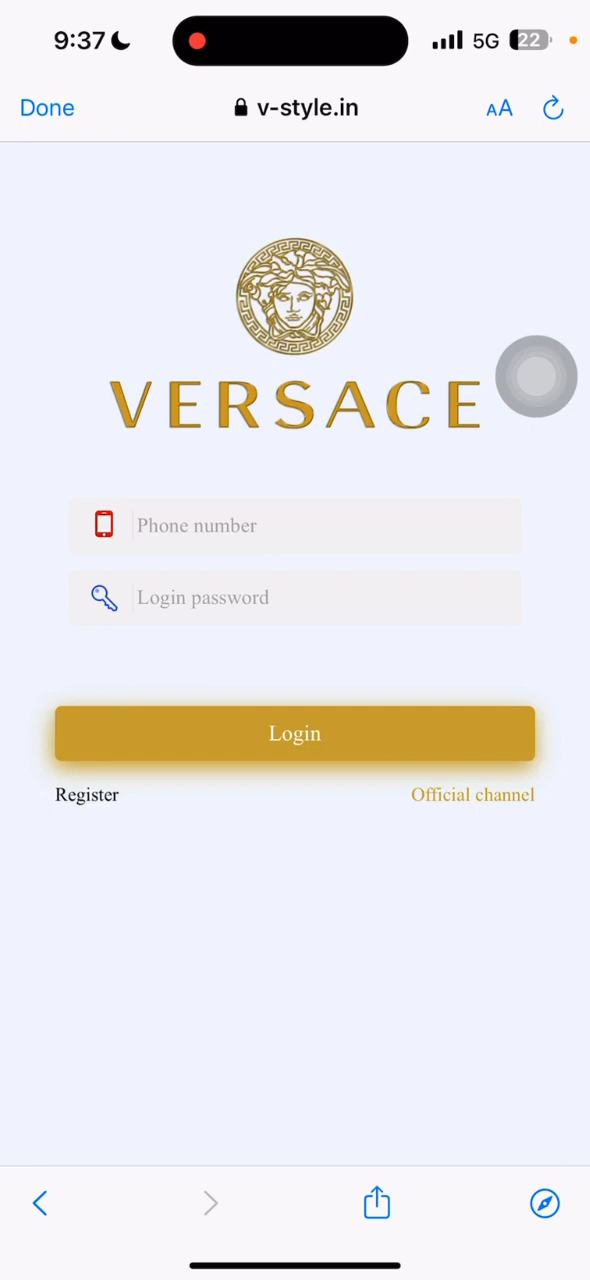 9:37
5G
22
Done
v-style.in
AA
VERSACE
Phone number
Login password
Login
Register
Official channel